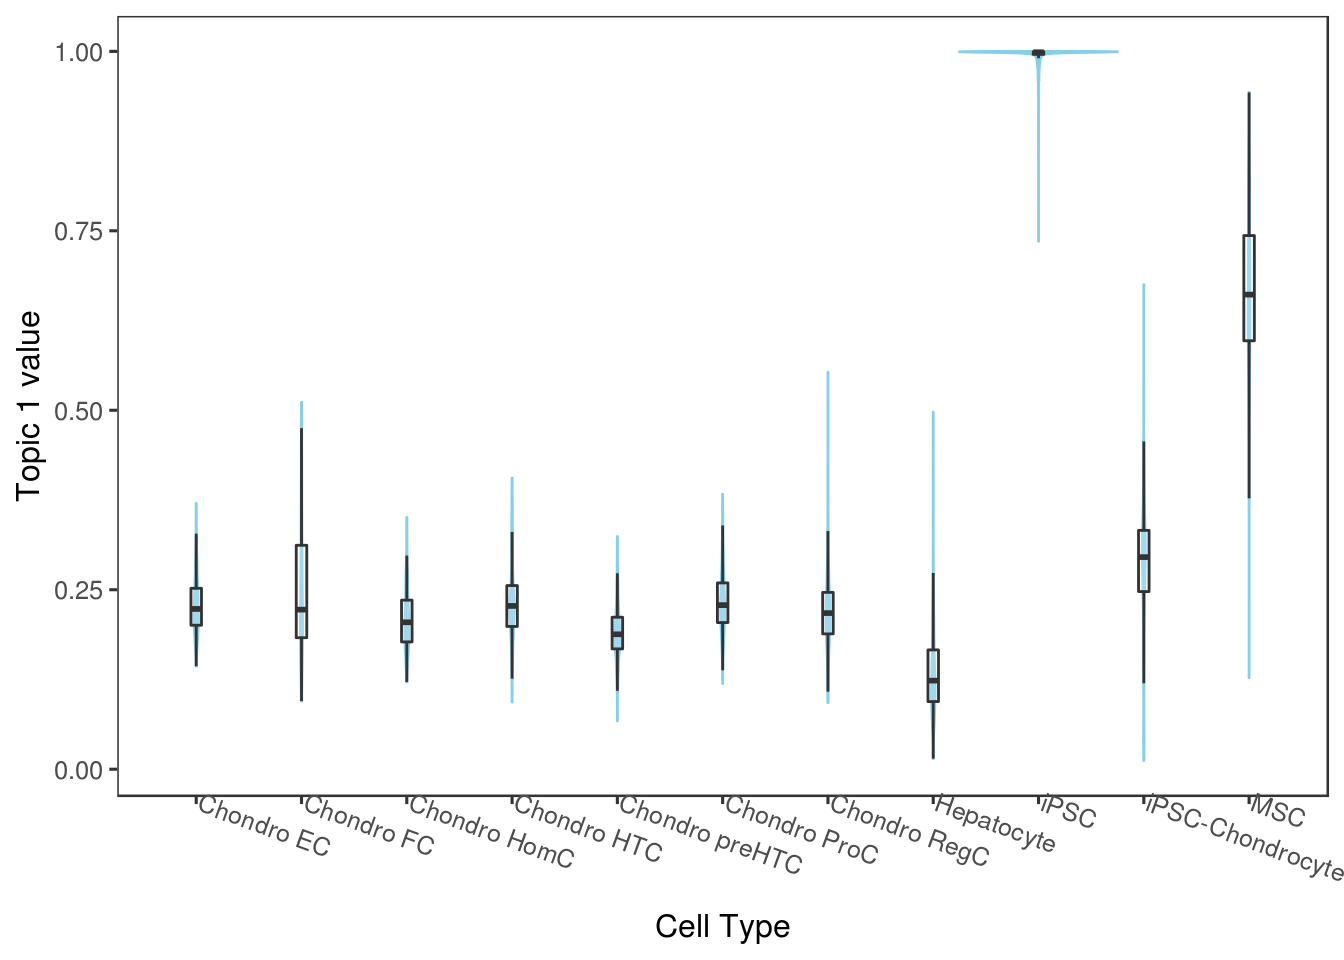 1.00
0.75
0.50
0.25
0.00
Topic 1 value
Chondro EC
Chondro FC
Chondro HomC
Chondro HTC
Chondro preHTC
Chondro ProC
Chondro RegC
Hepatocyte
iPSC
iPSC-Chondrocyte
MSC
Cell Type